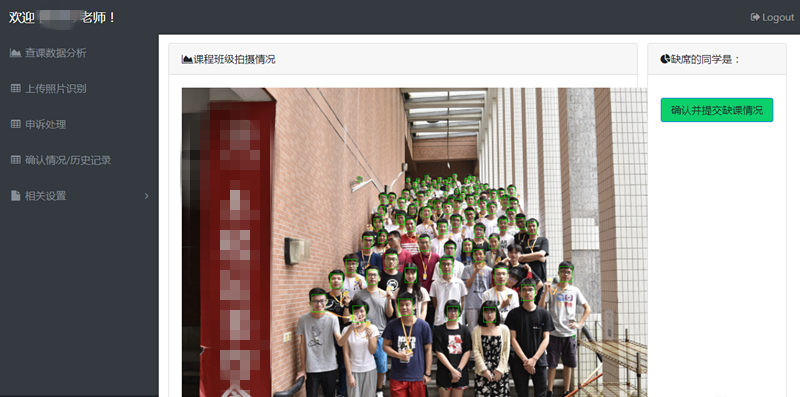 欢迎 老师！
Logout
查课数据分析
上传照片识别
申诉处理
确认情况/历史记录
相关设置
课程班级拍摄情况
缺席的同学是：
确认并提交缺课情况